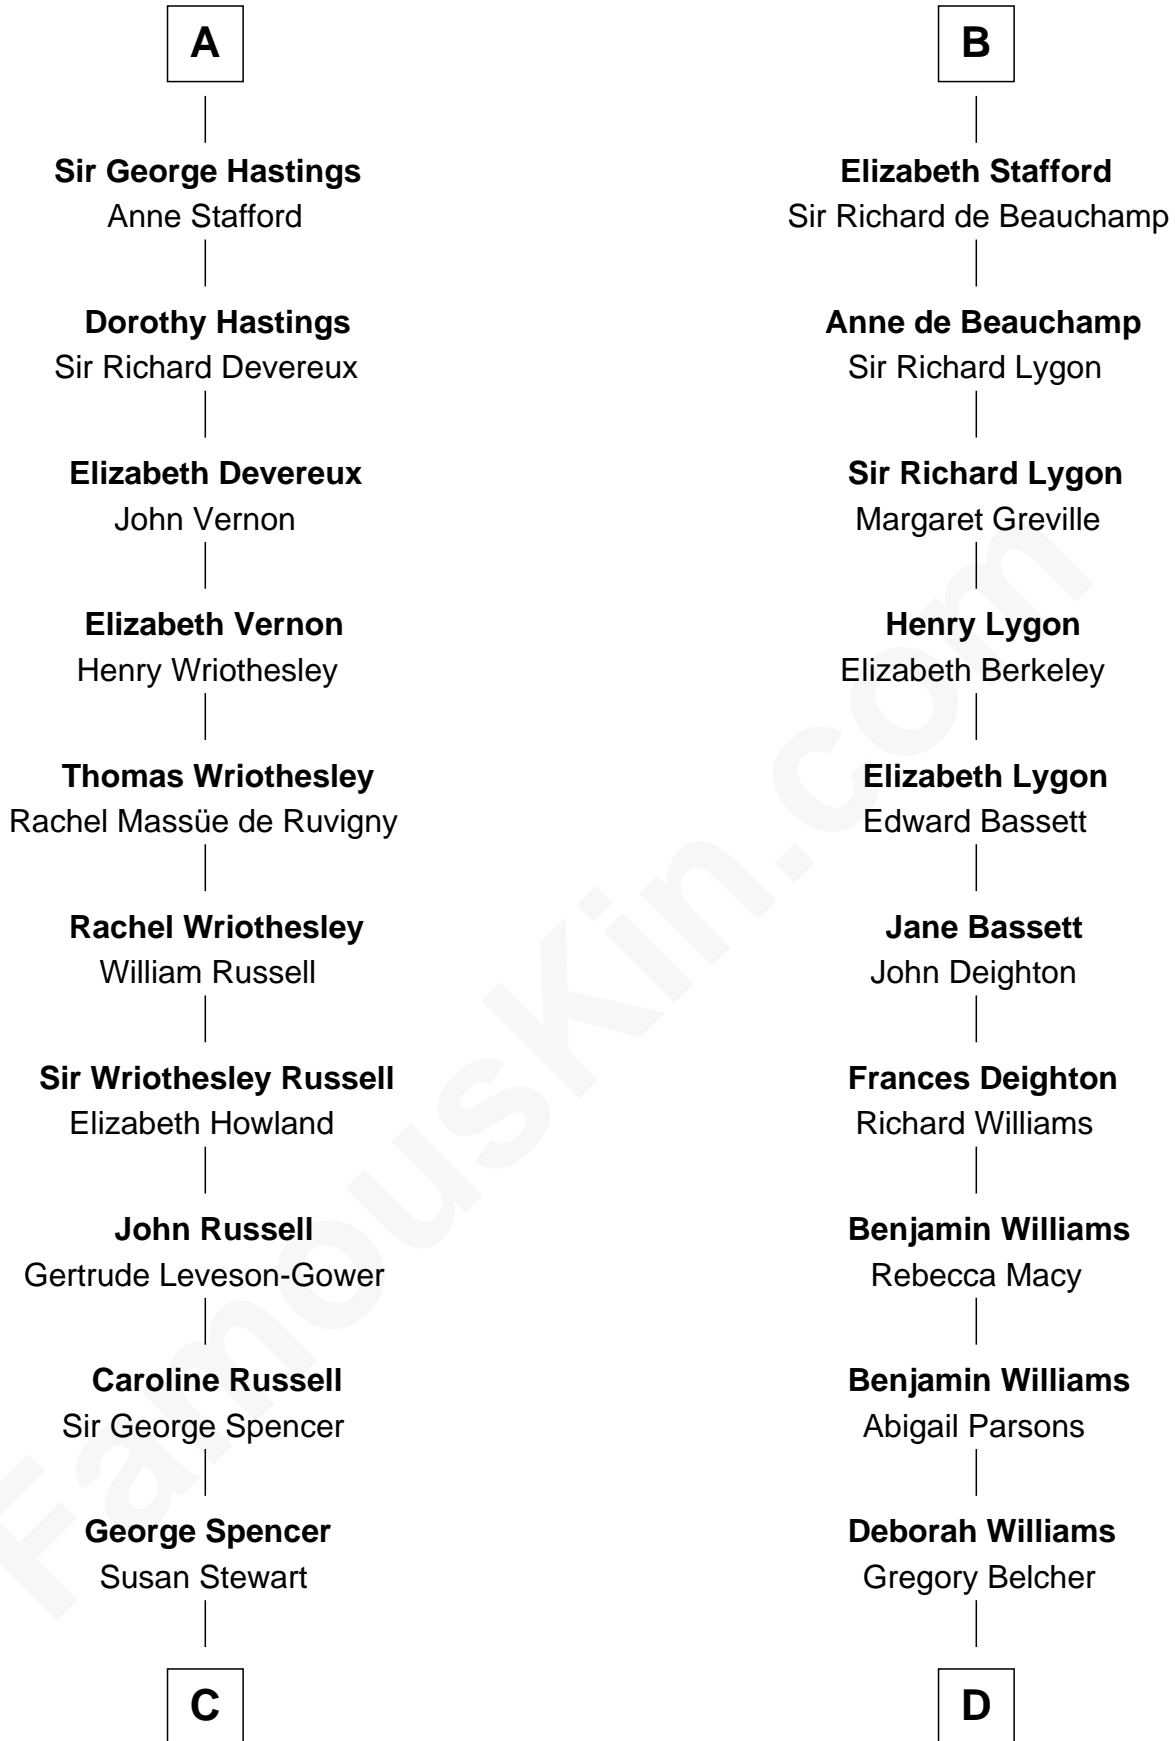 A
Sir George Hastings
Anne Stafford
Dorothy Hastings
Sir Richard Devereux
Elizabeth Devereux
John Vernon
Elizabeth Vernon
Henry Wriothesley
Thomas Wriothesley
Rachel Massüe de Ruvigny
Rachel Wriothesley
William Russell
Sir Wriothesley Russell
Elizabeth Howland
John Russell
Gertrude Leveson-Gower
Caroline Russell
Sir George Spencer
George Spencer
Susan Stewart
C
B
Elizabeth Stafford
Sir Richard de Beauchamp
Anne de Beauchamp
Sir Richard Lygon
Sir Richard Lygon
Margaret Greville
Henry Lygon
Elizabeth Berkeley
Elizabeth Lygon
Edward Bassett
Jane Bassett
John Deighton
Frances Deighton
Richard Williams
Benjamin Williams
Rebecca Macy
Benjamin Williams
Abigail Parsons
Deborah Williams
Gregory Belcher
D
FamousKin.com